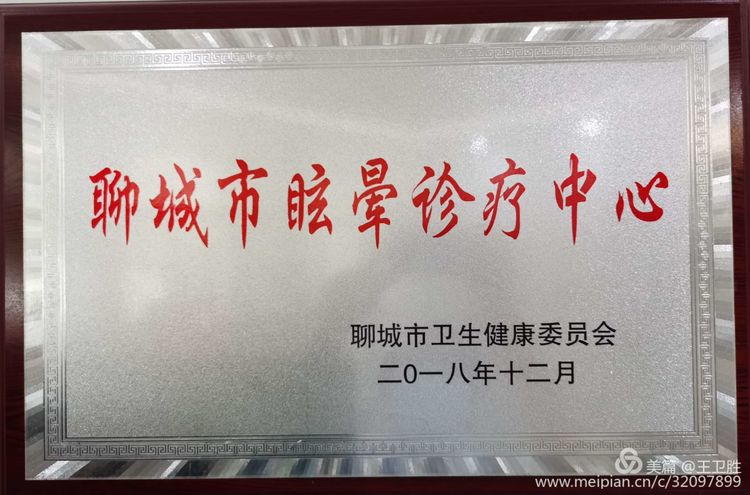 聊城市眩晕诊疗中心
聊城市卫生健康委员会
二0一八年十二月
美篇 @王卫胜
www.meipian.cn/c/32097899